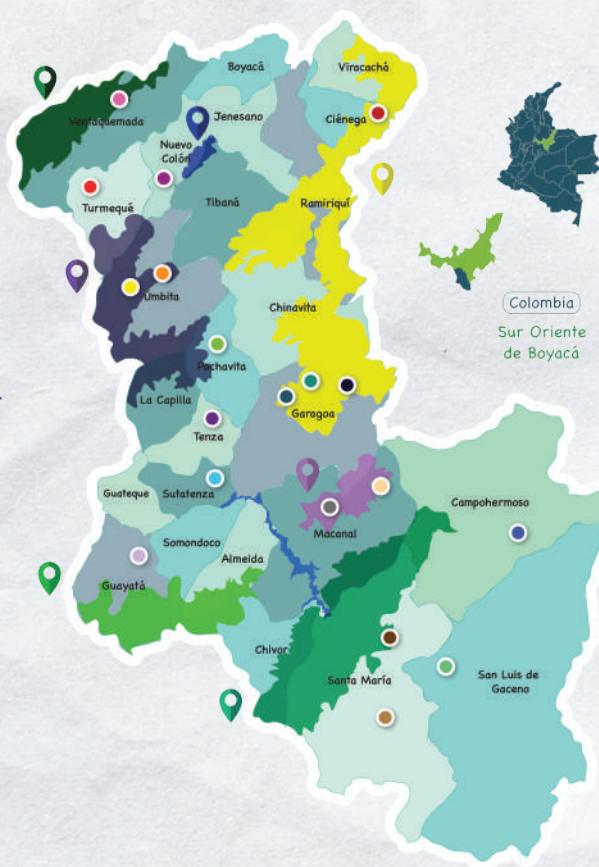 Boyacá
Viracachá
Ventaquemada
Jenesano
Ciénega
Nuevo
Colón
Turmequé
Tibaná
Ramiriquí
Umbita
Chinavita
Pachavita
La Capilla
Garagoa
Tenza
Guateque
Sutatenza
Macanal
Campohermoso
Somondoco
Almeida
Guayatá
Chivor
Santa María
San Luis de
Gaceno
Colombia
Sur Oriente
de Boyacá